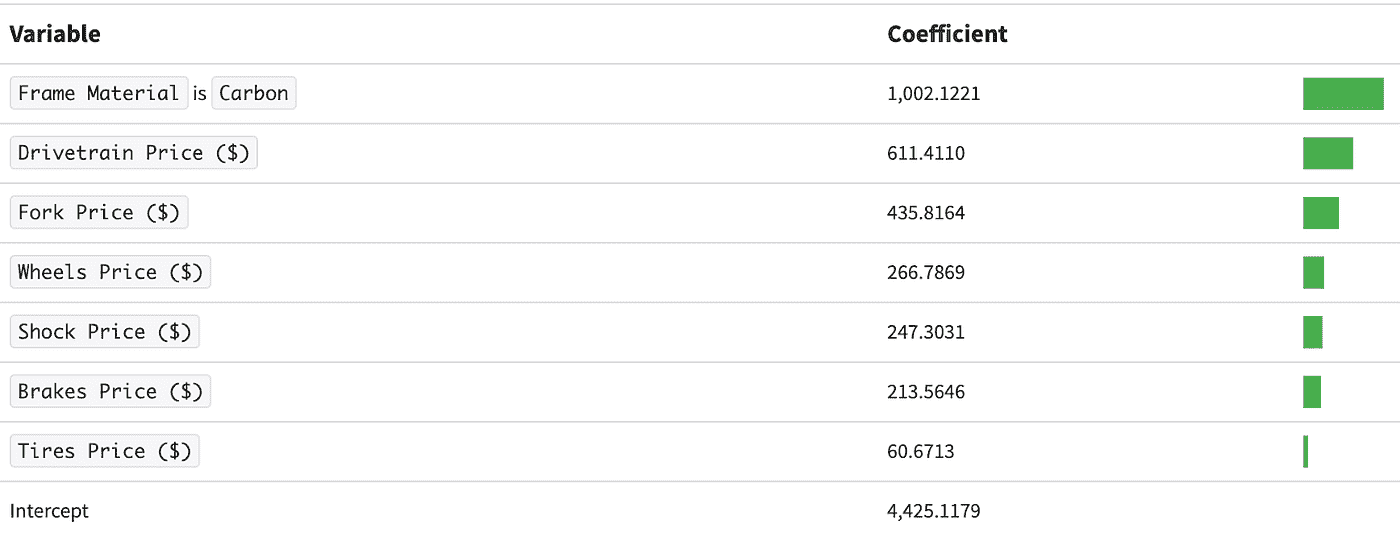 Variable Coefficient
Frame Material is Carbon 1,002.1221
Drivetrain Price ($) 611.4110
Fork Price ($) 435.8164
Wheels Price ($) 266.7869
Shock Price ($) 247.3031
Brakes Price ($) 213.5646
Tires Price ($) 60.6713
Intercept 4,425.1179